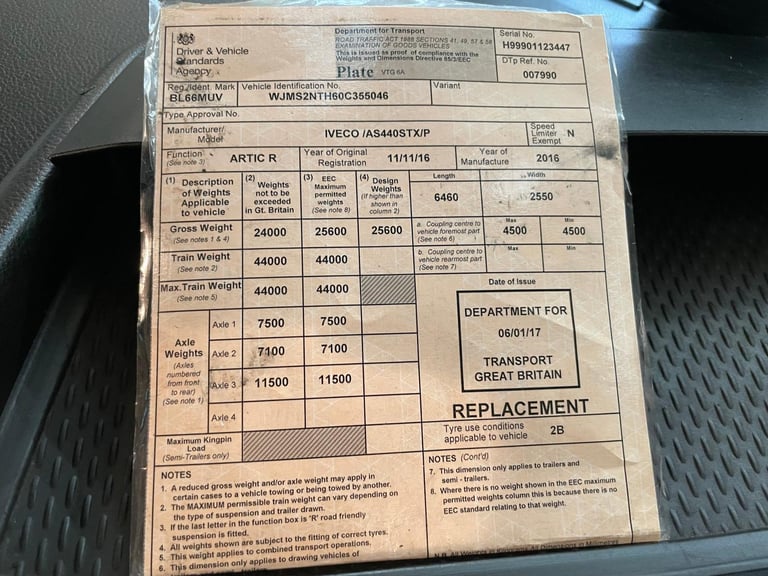 Driver & Vehicle
Standards
Agency
Department for Transport
ROAD TRAFFIC ACT 1988 SECTIONS 41, 49, 57 & 58
EXAMINATION OF GOODS VEHICLES
This is issued as proof of compliance with the
Weights and Dimensions Directive 85/3/EEC
Plate VTG 6A
Serial No.
H99901123447
DTp Ref. No.
007990
Reg./Ident. Mark
BL66MUV
Vehicle Identification No.
WJMS2NTH60C355046
Variant
Type Approval No.
Manufacturer/
Model
IVECO /AS440STX/P
Speed
Limiter
Exempt
N
Function
(See note 3)
ARTIC R
Year of Original
Registration
11/11/16
Year of
Manufacture
2016
(1) Description
of Weights
Applicable
to vehicle
(2) Weights
not to be
exceeded
in Gt. Britain
(3) EEC
Maximum
permitted
weights
(See note 8)
(4) Design
Weights
(if higher than
shown in
column 2)
Length
6460
Width
2550
Gross Weight
(See notes 1 & 4)
24000 25600 25600
a. Coupling centre to
vehicle foremost part
(See note 6)
Max
4500
Min
4500
Train Weight
(See note 2)
44000 44000
b. Coupling centre to
vehicle rearmost part
(See note 7)
Max
Min
Max. Train Weight
(See note 5)
44000 44000
Axle
Weights
(Axles
numbered
from front
to rear)
(See note 1)
Axle 1 7500 7500
Axle 2 7100 7100
Axle 3 11500 11500
Axle 4
Maximum Kingpin
Load
(Semi-Trailers only)
Date of issue
DEPARTMENT FOR
06/01/17
TRANSPORT
GREAT BRITAIN
REPLACEMENT
Tyre use conditions
applicable to vehicle
2B
NOTES
1. A reduced gross weight and/or axle weight may apply in
certain cases to a vehicle towing or being towed by another.
2. The MAXIMUM permissible train weight can vary depending on
the type of suspension and trailer drawn.
3. If the last letter in the function box is 'R' road friendly
suspension is fitted.
4. All weights shown are subject to the fitting of correct tyres.
5. This weight applies to combined transport operations.
6. This dimension only applies to drawing vehicles of
NOTES (Cont'd)
7. This dimension only applies to trailers and
semi - trailers.
8. Where there is no weight shown in the EEC maximum
permitted weights column this is because there is no
EEC standard relating to that weight.
N.B. All Weights in Kilograms. All Dimensions in Millimetres